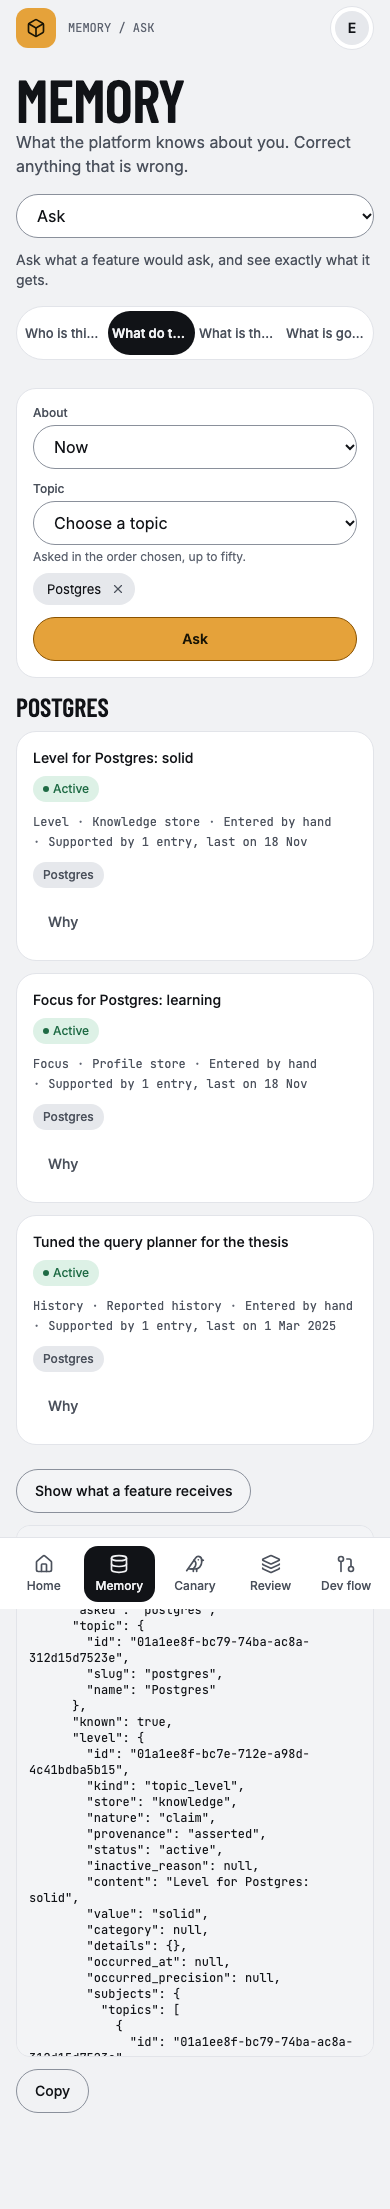 MEMORY / ASK
E
MEMORY
What the platform knows about you. Correct
anything that is wrong.
Ask
Ask what a feature would ask, and see exactly what it
gets.
Who is thi...
What do t...
What is th...
What is go...
About
Now
Topic
Choose a topic
Asked in the order chosen, up to fifty.
Postgres ×
Ask
POSTGRES
Level for Postgres: solid
Active
Level · Knowledge store · Entered by hand
· Supported by 1 entry, last on 18 Nov
Postgres
Why
Focus for Postgres: learning
Active
Focus · Profile store · Entered by hand
· Supported by 1 entry, last on 18 Nov
Postgres
Why
Tuned the query planner for the thesis
Active
History · Reported history · Entered by hand
· Supported by 1 entry, last on 1 Mar 2025
Postgres
Why
Show what a feature receives
Home
Memory
Canary
Review
Dev flow
"asked": "postgres",
"topic": {
"id": "01a1ee8f-bc79-74ba-ac8a-
312d15d7523e",
"slug": "postgres",
"name": "Postgres"
},
"known": true,
"level": {
"id": "01a1ee8f-bc7e-712e-a98d-
4c41bdba5b15",
"kind": "topic_level",
"store": "knowledge",
"nature": "claim",
"provenance": "asserted",
"status": "active",
"inactive_reason": null,
"content": "Level for Postgres:
solid",
"value": "solid",
"category": null,
"details": {},
"occurred_at": null,
"occurred_precision": null,
"subjects": {
"topics": [
{
"id": "01a1ee8f-bc79-74ba-ac8a-
312d15d7523e",
Copy